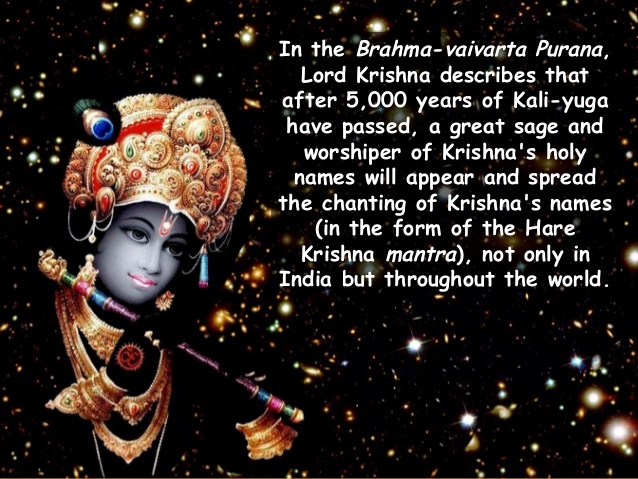 In the Brahma-vaivarta Purana,
Lord Krishna describes that
after 5,000 years of Kali-yuga
have passed, a great sage and
worshiper of Krishna's holy
names will appear and spread
the chanting of Krishna's names
(in the form of the Hare
Krishna mantra), not only in
India but throughout the world.